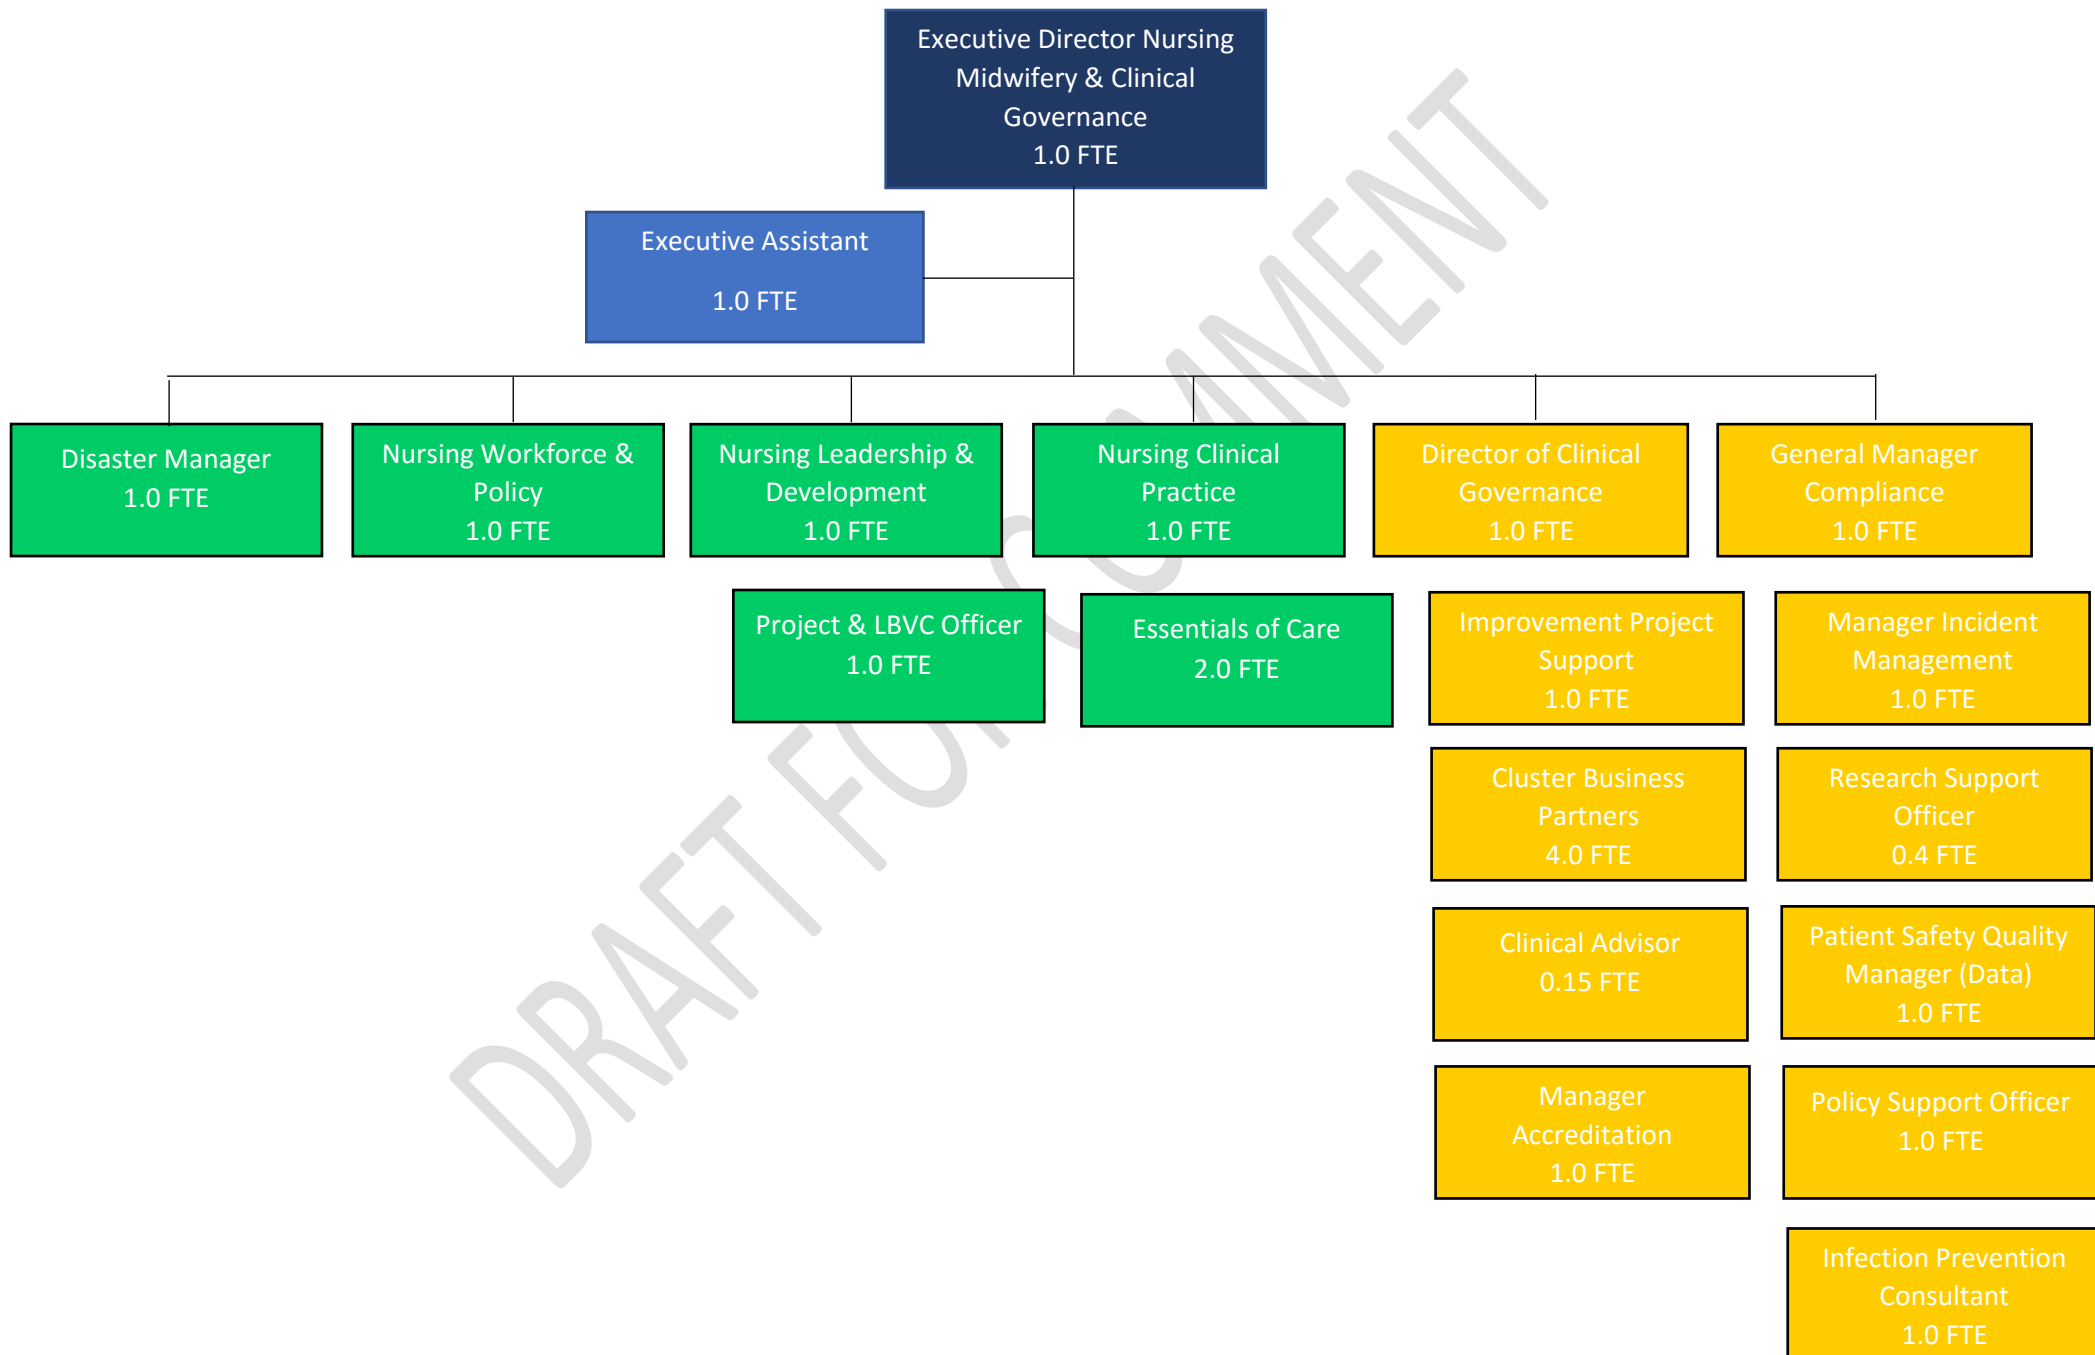 Executive Director Nursing
Midwifery & Clinical
Governance
1.0 FTE
Executive Assistant
1.0 FTE
Disaster Manager
1.0 FTE
Nursing Workforce &
Policy
1.0 FTE
Nursing Leadership &
Development
1.0 FTE
Nursing Clinical
Practice
1.0 FTE
Director of Clinical
Governance
1.0 FTE
General Manager
Compliance
1.0 FTE
Project & LBVC Officer
1.0 FTE
Essentials of Care
2.0 FTE
Improvement Project
Support
1.0 FTE
Manager Incident
Management
1.0 FTE
Cluster Business
Partners
4.0 FTE
Research Support
Officer
0.4 FTE
Clinical Advisor
0.15 FTE
Patient Safety Quality
Manager (Data)
1.0 FTE
Manager
Accreditation
1.0 FTE
Policy Support Officer
1.0 FTE
Infection Prevention
Consultant
1.0 FTE
DRAFT FOR COMMENT